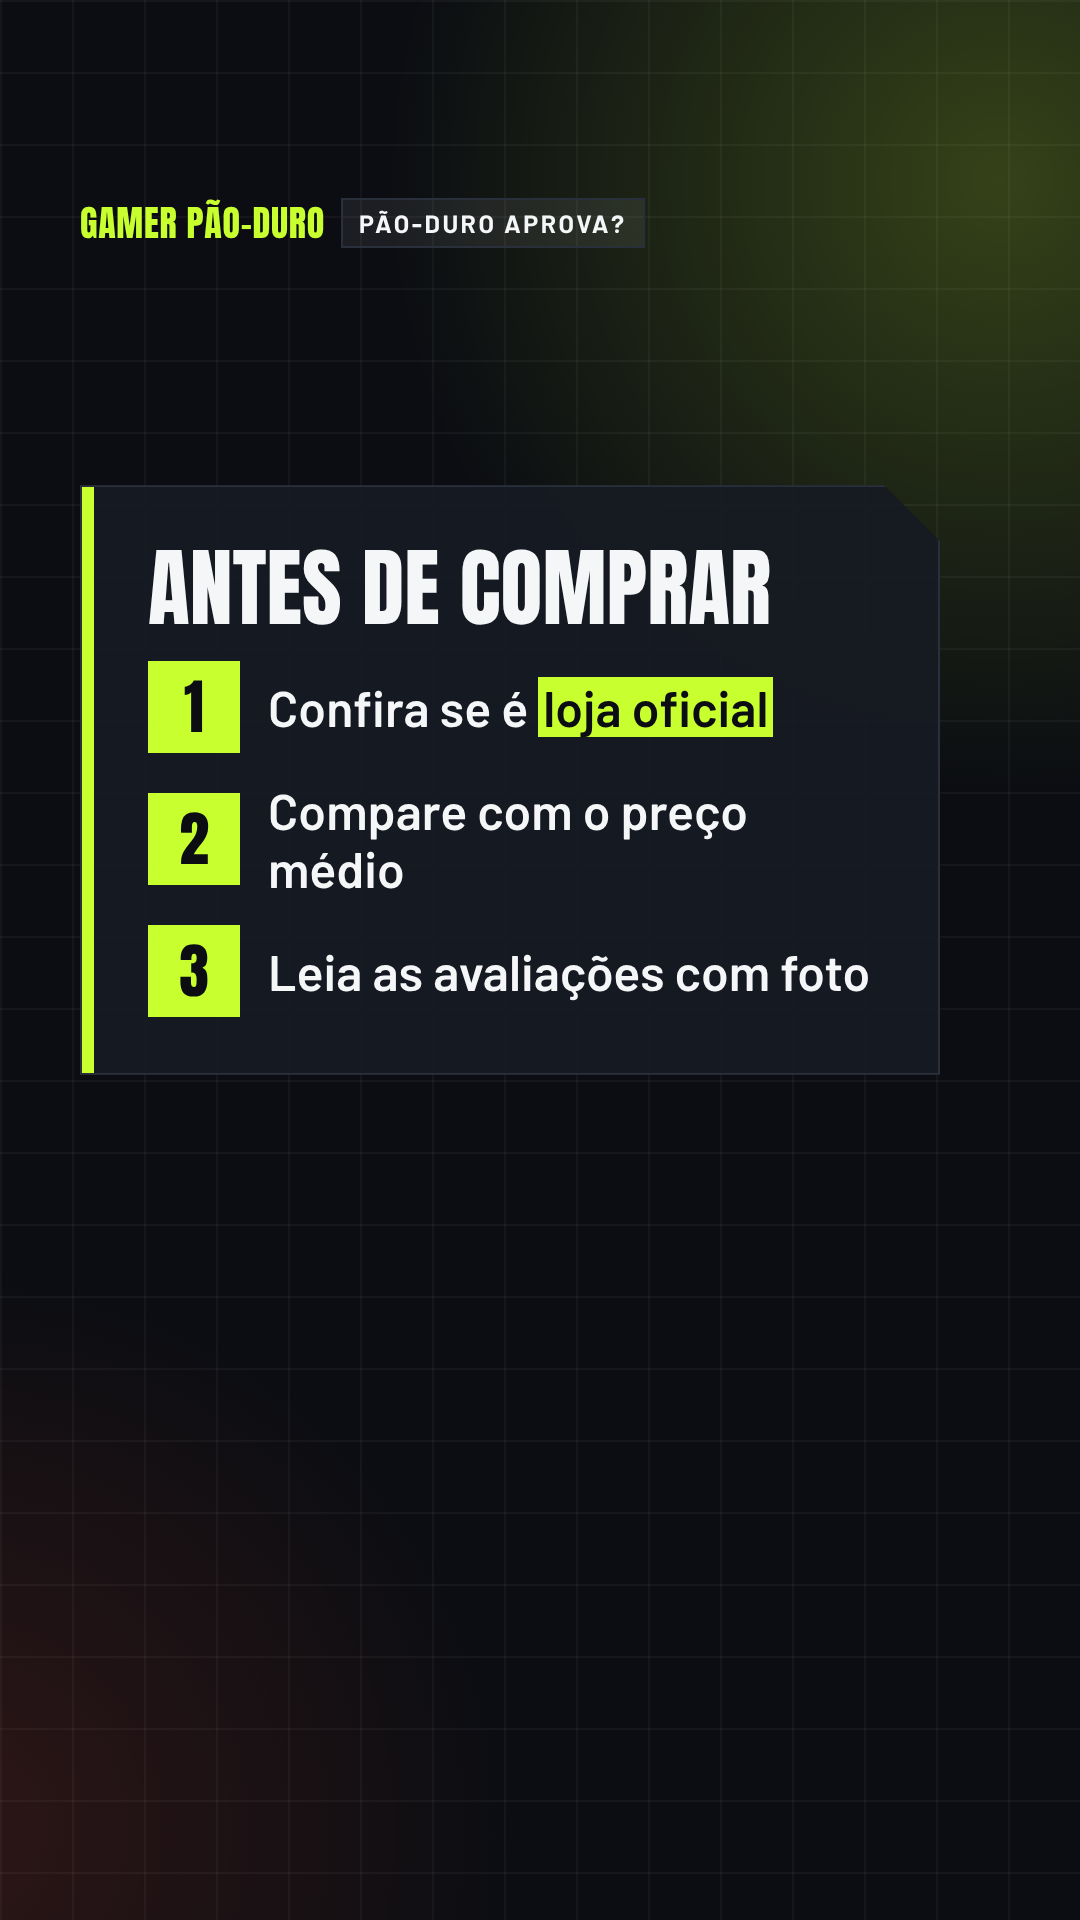 GAMER PÃO-DURO PÃO-DURO APROVA?
ANTES DE COMPRAR
1 Confira se é loja oficial
2 Compare com o preço
médio
3 Leia as avaliações com foto